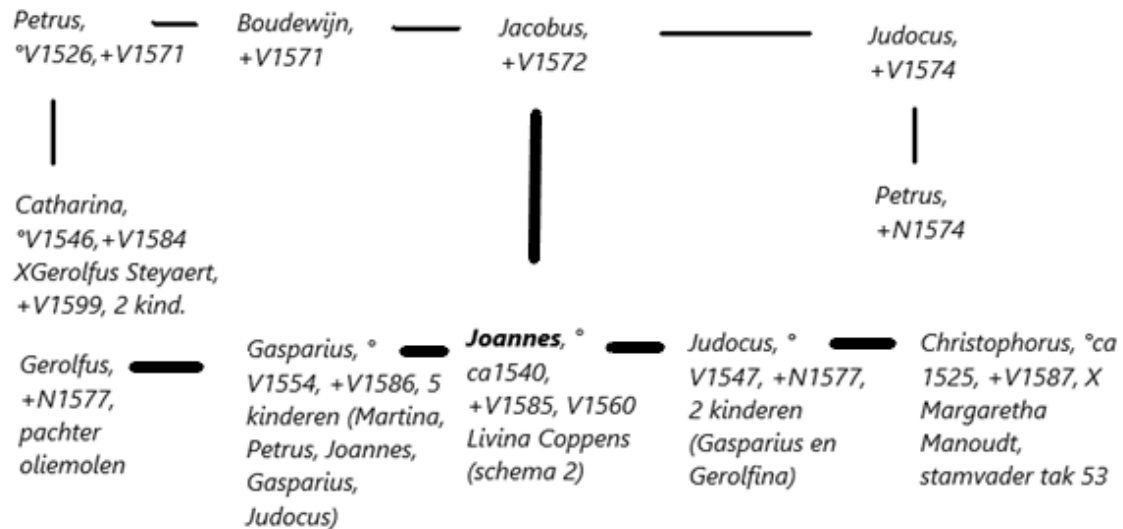 Petrus,
°V1526,+V1571
Boudewijn,
+V1571
Jacobus,
+V1572
Judocus,
+V1574
Catharina,
°V1546,+V1584
XGerolfus Steyaert,
+V1599, 2 kind.
Petrus,
+N1574
Gerolfus,
+N1577,
pachter
oliemolen
Gasparius, °
V1554, +V1586, 5
kinderen (Martina,
Petrus, Joannes,
Gasparius,
Judocus)
Joannes, °
ca1540,
+V1585, V1560
Livina Coppens
(schema 2)
Judocus, °
V1547, +N1577,
2 kinderen
(Gasparius en
Gerolfina)
Christophorus, °ca
1525, +V1587, X
Margaretha
Manoudt,
stamvader tak 53